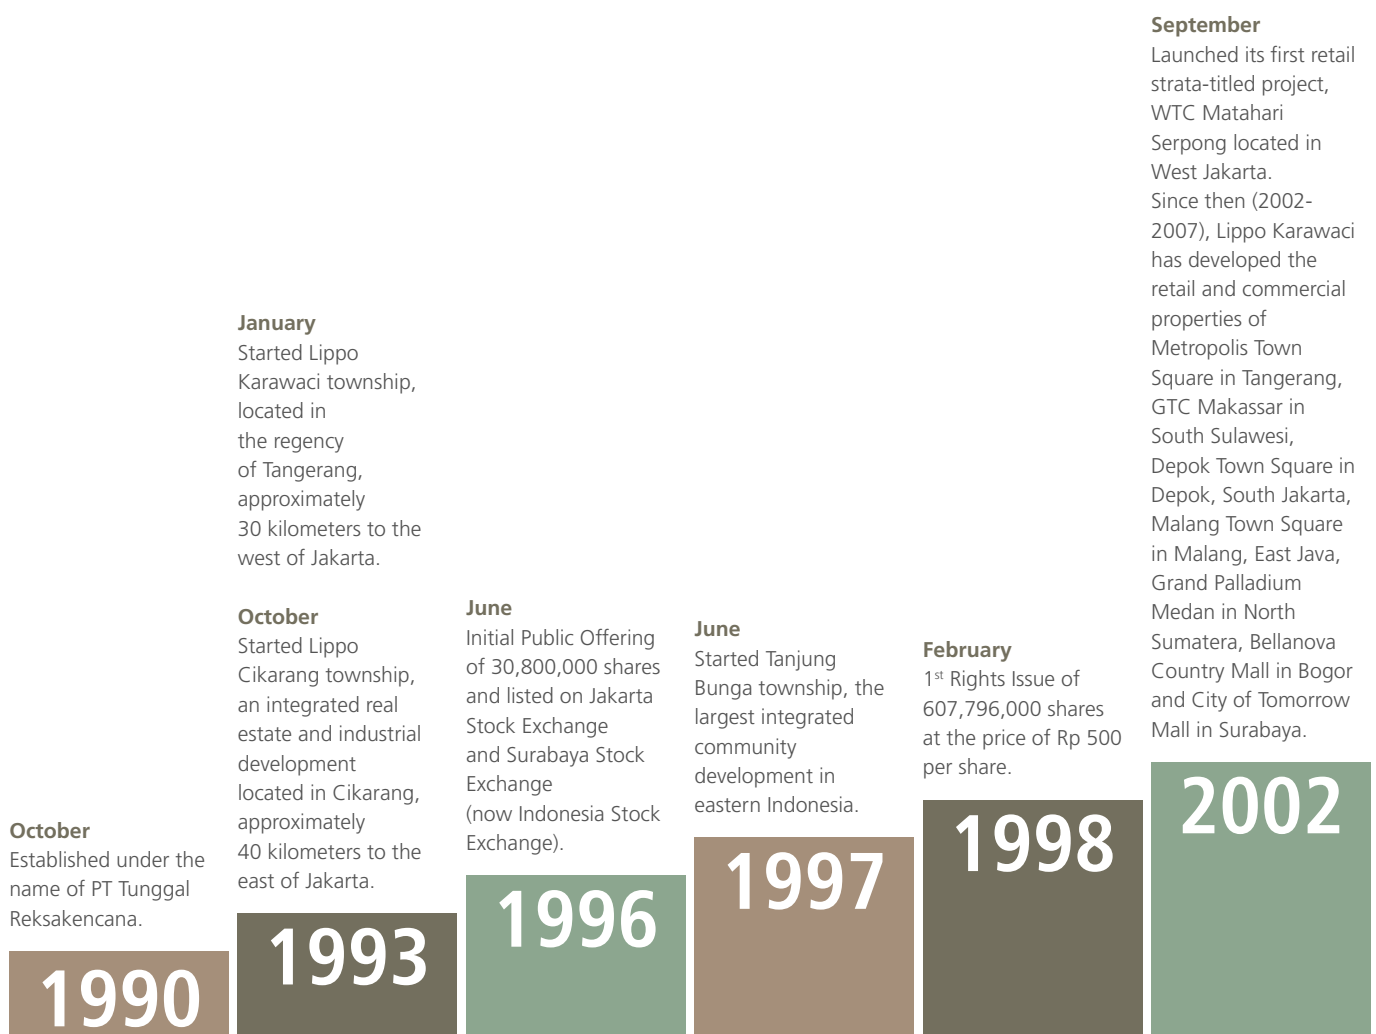 October
Established under the
name of PT Tunggal
Reksakencana.
1990
January
Started Lippo
Karawaci township,
located in
the regency
of Tangerang,
approximately
30 kilometers to the
west of Jakarta.
October
Started Lippo
Cikarang township,
an integrated real
estate and industrial
development
located in Cikarang,
approximately
40 kilometers to the
east of Jakarta.
1993
June
Initial Public Offering
of 30,800,000 shares
and listed on Jakarta
Stock Exchange
and Surabaya Stock
Exchange
(now Indonesia Stock
Exchange).
1996
June
Started Tanjung
Bunga township, the
largest integrated
community
development in
eastern Indonesia.
1997
February
1st Rights Issue of
607,796,000 shares
at the price of Rp 500
per share.
1998
September
Launched its first retail
strata-titled project,
WTC Matahari
Serpong located in
West Jakarta.
Since then (2002-
2007), Lippo Karawaci
has developed the
retail and commercial
properties of
Metropolis Town
Square in Tangerang,
GTC Makassar in
South Sulawesi,
Depok Town Square in
Depok, South Jakarta,
Malang Town Square
in Malang, East Java,
Grand Palladium
Medan in North
Sumatera, Bellanova
Country Mall in Bogor
and City of Tomorrow
Mall in Surabaya.
2002